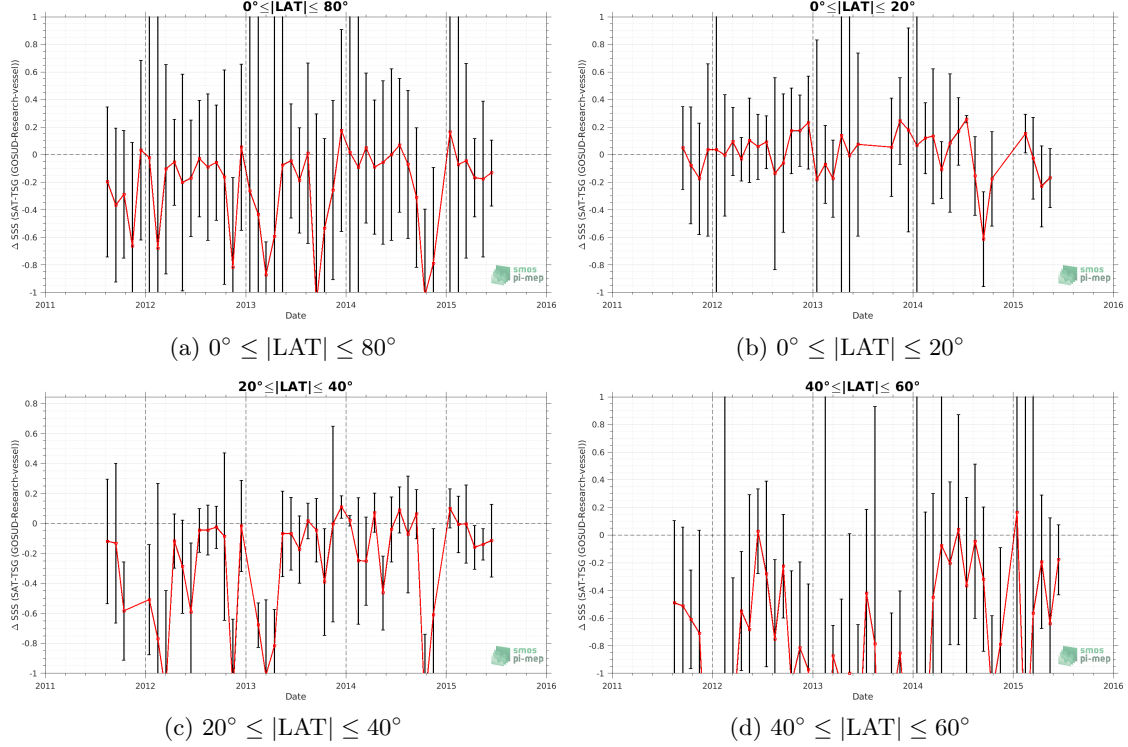 0°≤|LAT|≤ 80°
Δ SSS (SAT-TSG (GOSUD-Research-vessel))
1
0.8
0.6
0.4
0.2
0
-0.2
-0.4
-0.6
-0.8
-1
2011 2012 2013 2014 2015 2016
Date
smos
pi-mep
(a) 0° ≤ |LAT| ≤ 80°
0°≤|LAT|≤ 20°
Δ SSS (SAT-TSG (GOSUD-Research-vessel))
1
0.8
0.6
0.4
0.2
0
-0.2
-0.4
-0.6
-0.8
-1
2011 2012 2013 2014 2015 2016
Date
smos
pi-mep
(b) 0° ≤ |LAT| ≤ 20°
20°≤|LAT|≤ 40°
Δ SSS (SAT-TSG (GOSUD-Research-vessel))
0.8
0.6
0.4
0.2
0
-0.2
-0.4
-0.6
-0.8
-1
2011 2012 2013 2014 2015 2016
Date
smos
pi-mep
(c) 20° ≤ |LAT| ≤ 40°
40°≤|LAT|≤ 60°
Δ SSS (SAT-TSG (GOSUD-Research-vessel))
1
0.8
0.6
0.4
0.2
0
-0.2
-0.4
-0.6
-0.8
-1
2011 2012 2013 2014 2015 2016
Date
smos
pi-mep
(d) 40° ≤ |LAT| ≤ 60°